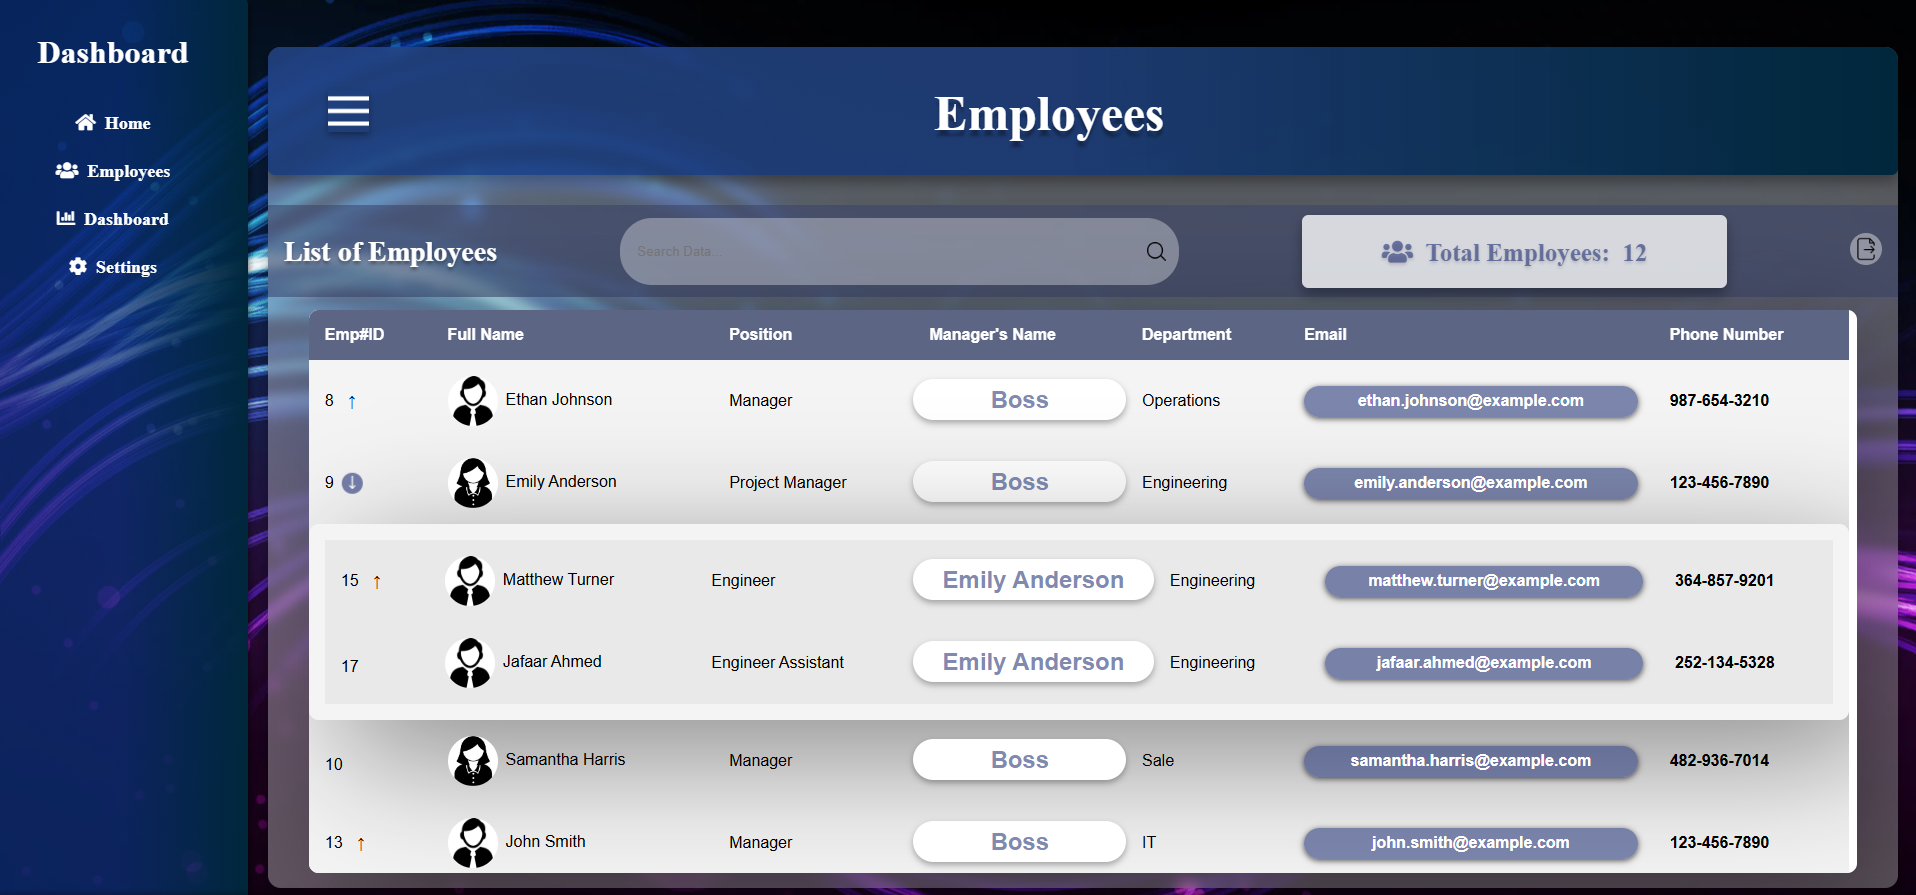 Dashboard
Home
Employees
Dashboard
Settings
Employees
List of Employees
Search Data...
Total Employees: 12
Emp#ID Full Name Position Manager's Name Department Email Phone Number
8 ↑ Ethan Johnson Manager Boss Operations ethan.johnson@example.com 987-654-3210
9 ↓ Emily Anderson Project Manager Boss Engineering emily.anderson@example.com 123-456-7890
15 ↑ Matthew Turner Engineer Emily Anderson Engineering matthew.turner@example.com 364-857-9201
17 Jafaar Ahmed Engineer Assistant Emily Anderson Engineering jafaar.ahmed@example.com 252-134-5328
10 Samantha Harris Manager Boss Sale samantha.harris@example.com 482-936-7014
13 ↑ John Smith Manager Boss IT john.smith@example.com 123-456-7890